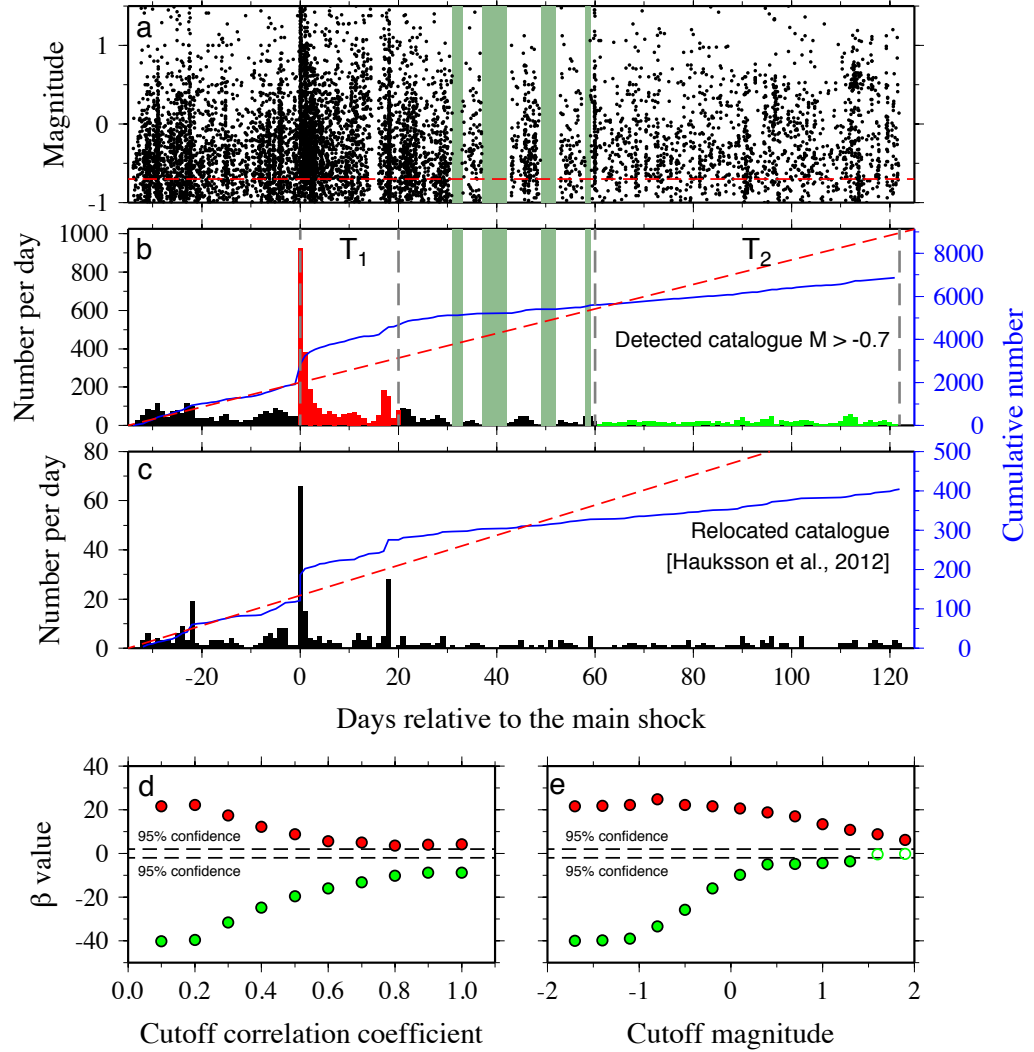 a
Magnitude
1
0
-1
b
T1
T2
Number per day
1000
800
600
400
200
0
8000
6000
4000
2000
0
Detected catalogue M > -0.7
Cumulative number
c
Number per day
80
60
40
20
0
500
400
300
200
100
0
Relocated catalogue
[Hauksson et al., 2012]
-20 0 20 40 60 80 100 120
Days relative to the main shock
d
β value
40
20
0
-20
-40
95% confidence
95% confidence
0.0 0.2 0.4 0.6 0.8 1.0
Cutoff correlation coefficient
e
95% confidence
95% confidence
-2 -1 0 1 2
Cutoff magnitude